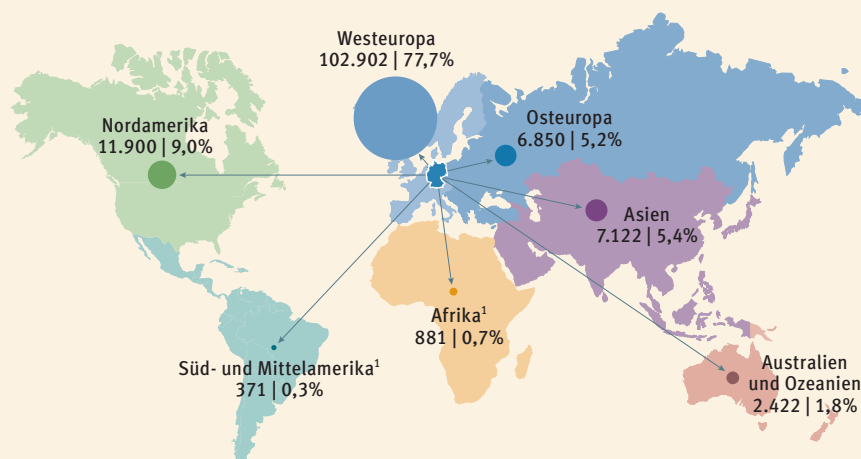 Westeuropa
102.902 | 77,7%
Nordamerika
11.900 | 9,0%
Osteuropa
6.850 | 5,2%
Asien
7.122 | 5,4%
Afrika¹
881 | 0,7%
Süd- und Mittelamerika¹
371 | 0,3%
Australien
und Ozeanien
2.422 | 1,8%